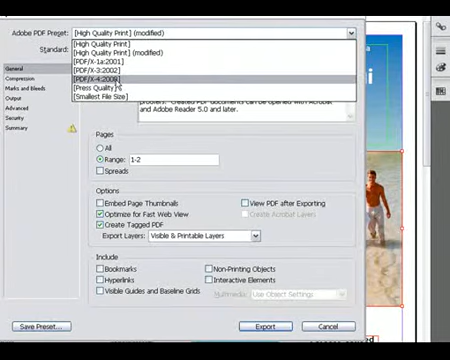 Adobe PDF Preset: [High Quality Print] (modified)
[High Quality Print]
[High Quality Print] (modified)
[PDF/X-1a:2001]
[PDF/X-3:2002]
[PDF/X-4:2008]
[Press Quality]
[Smallest File Size]
Standard:
General
Compression
Marks and Bleeds
Output
Advanced
Security
Summary
printers. Created PDF documents can be opened with Acrobat
and Adobe Reader 5.0 and later.
Pages
All
Range: 1-2
Spreads
Options
Embed Page Thumbnails
View PDF after Exporting
Optimize for Fast Web View
Create Acrobat Layers
Create Tagged PDF
Export Layers: Visible & Printable Layers
Include
Bookmarks
Non-Printing Objects
Hyperlinks
Interactive Elements
Visible Guides and Baseline Grids
Multimedia: Use Object Settings
Save Preset...
Export
Cancel